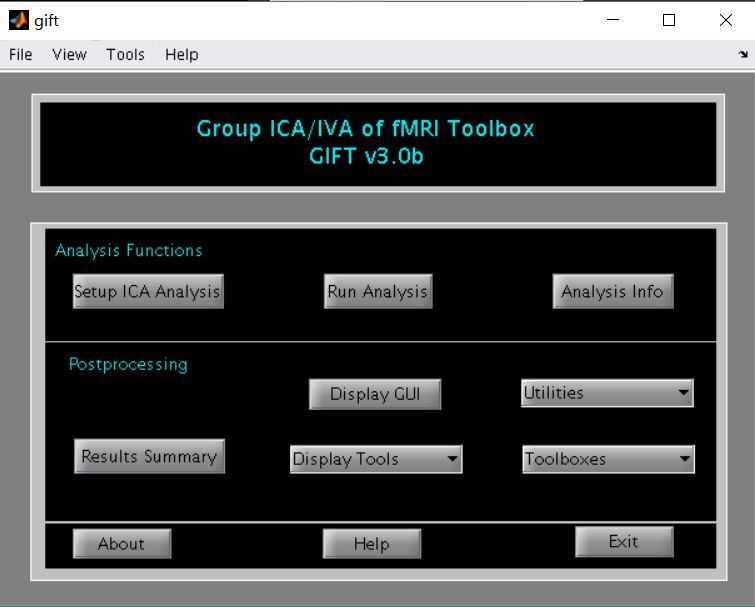 gift
File View Tools Help
Group ICA/IVA of fMRI Toolbox
GIFT v3.0b
Analysis Functions
Setup ICA Analysis Run Analysis Analysis Info
Postprocessing
Display GUI Utilities
Results Summary Display Tools Toolboxes
About Help Exit